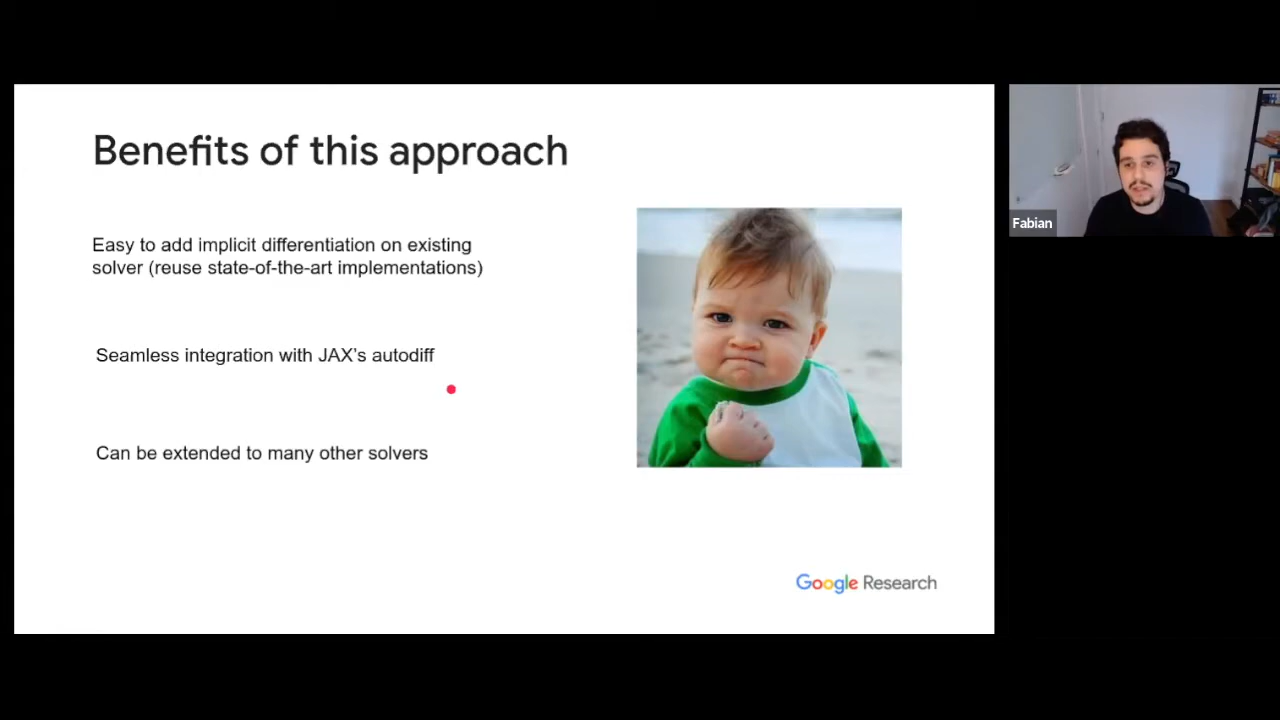 Benefits of this approach
Easy to add implicit differentiation on existing
solver (reuse state-of-the-art implementations)
Seamless integration with JAX's autodiff
Can be extended to many other solvers
Google Research
Fabian